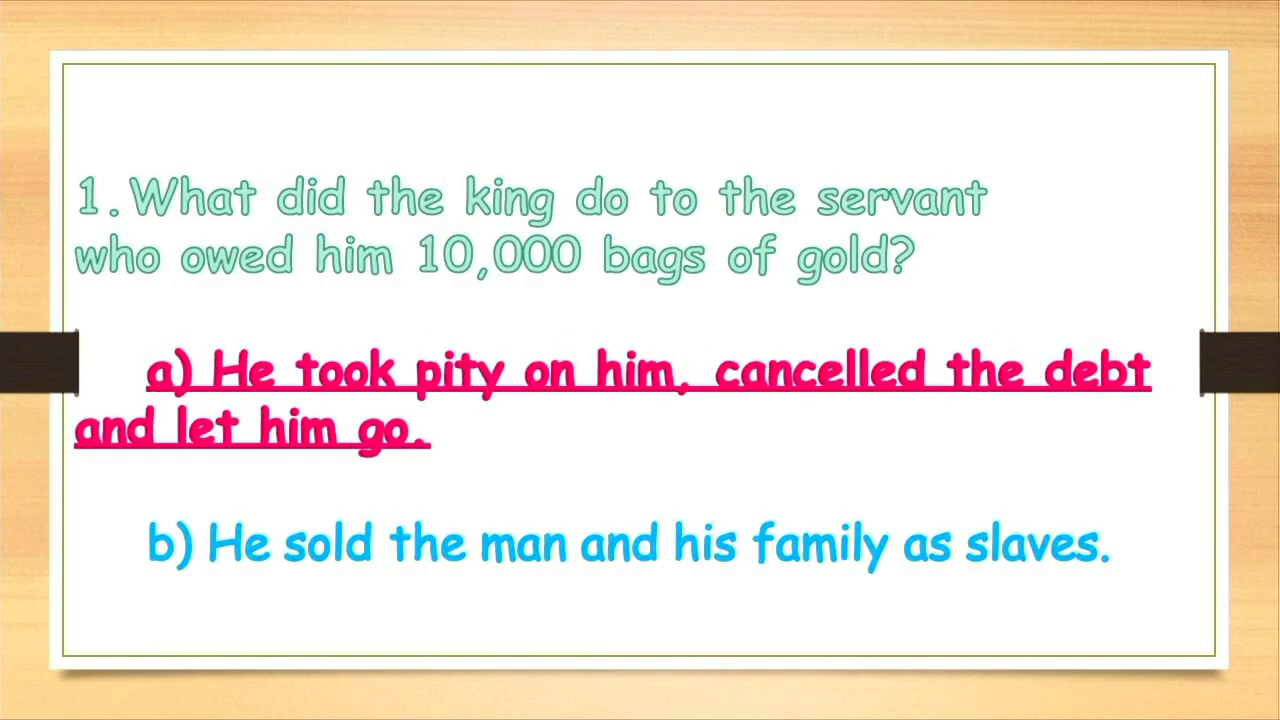 1. What did the king do to the servant
who owed him 10,000 bags of gold?
a) He took pity on him, cancelled the debt
and let him go.
b) He sold the man and his family as slaves.